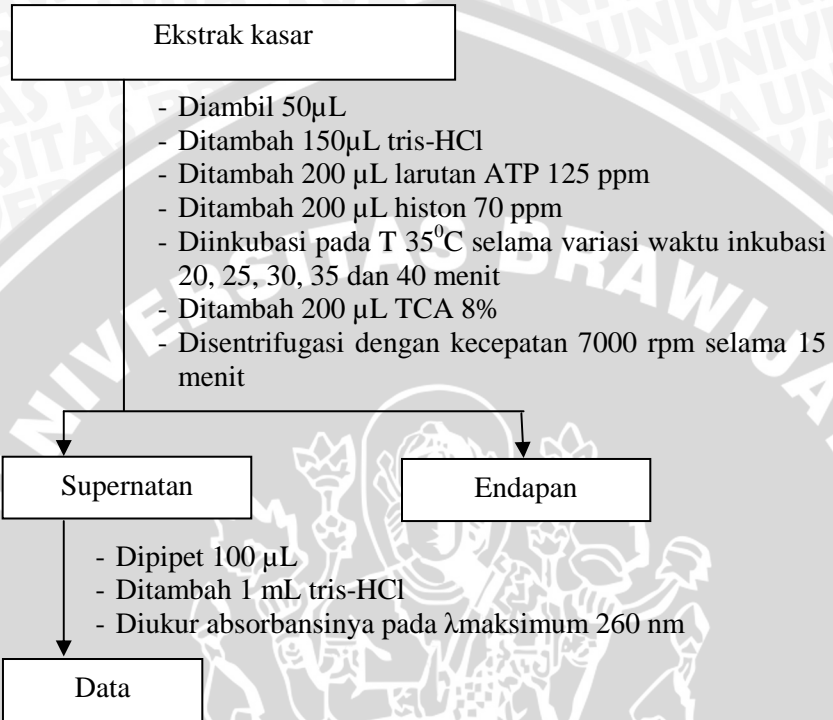 Ekstrak kasar
- Diambil 50µL
- Ditambah 150µL tris-HCl
- Ditambah 200 µL larutan ATP 125 ppm
- Ditambah 200 µL histon 70 ppm
- Diinkubasi pada T 35⁰C selama variasi waktu inkubasi
20, 25, 30, 35 dan 40 menit
- Ditambah 200 µL TCA 8%
- Disentrifugasi dengan kecepatan 7000 rpm selama 15
menit
Supernatan
Endapan
- Dipipet 100 µL
- Ditambah 1 mL tris-HCl
- Diukur absorbansinya pada λmaksimum 260 nm
Data